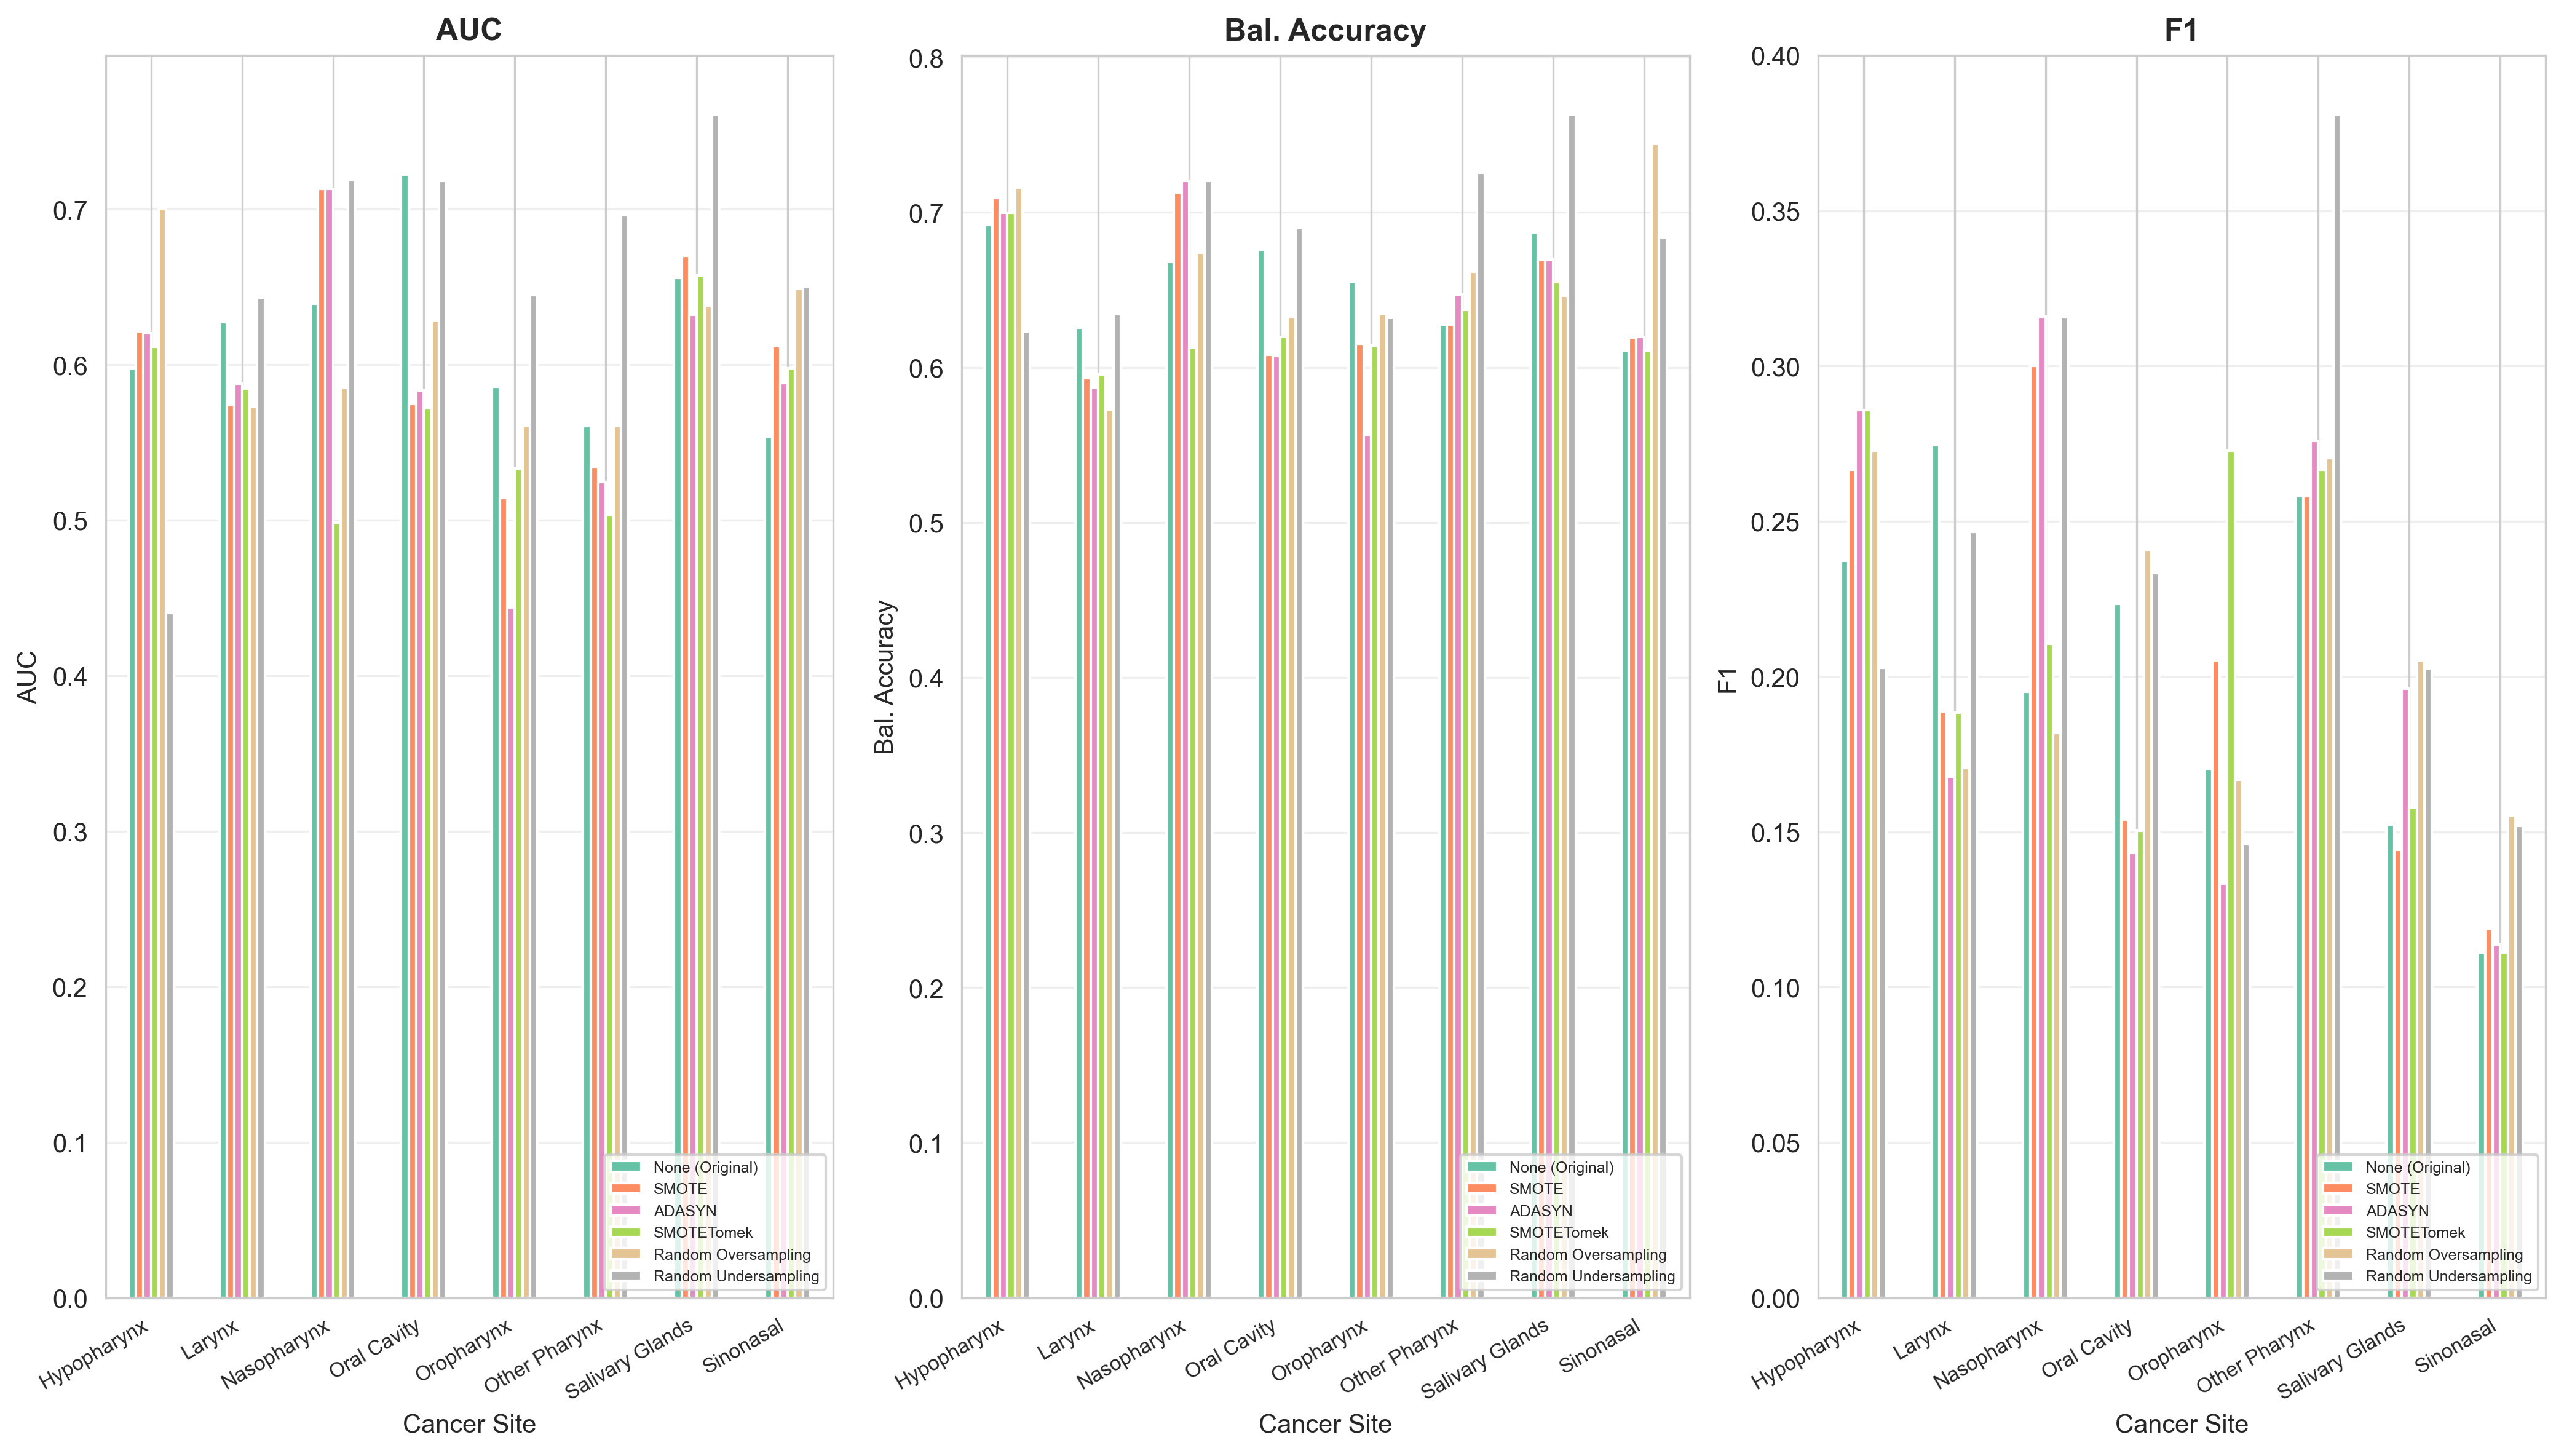 AUC
AUC
0.7
0.6
0.5
0.4
0.3
0.2
0.1
0.0
Hypopharynx
Larynx
Nasopharynx
Oral Cavity
Oropharynx
Other Pharynx
Salivary Glands
Sinonasal
Cancer Site
None (Original)
SMOTE
ADASYN
SMOTETomek
Random Oversampling
Random Undersampling
Bal. Accuracy
Bal. Accuracy
0.8
0.7
0.6
0.5
0.4
0.3
0.2
0.1
0.0
Hypopharynx
Larynx
Nasopharynx
Oral Cavity
Oropharynx
Other Pharynx
Salivary Glands
Sinonasal
Cancer Site
None (Original)
SMOTE
ADASYN
SMOTETomek
Random Oversampling
Random Undersampling
F1
F1
0.40
0.35
0.30
0.25
0.20
0.15
0.10
0.05
0.00
Hypopharynx
Larynx
Nasopharynx
Oral Cavity
Oropharynx
Other Pharynx
Salivary Glands
Sinonasal
Cancer Site
None (Original)
SMOTE
ADASYN
SMOTETomek
Random Oversampling
Random Undersampling